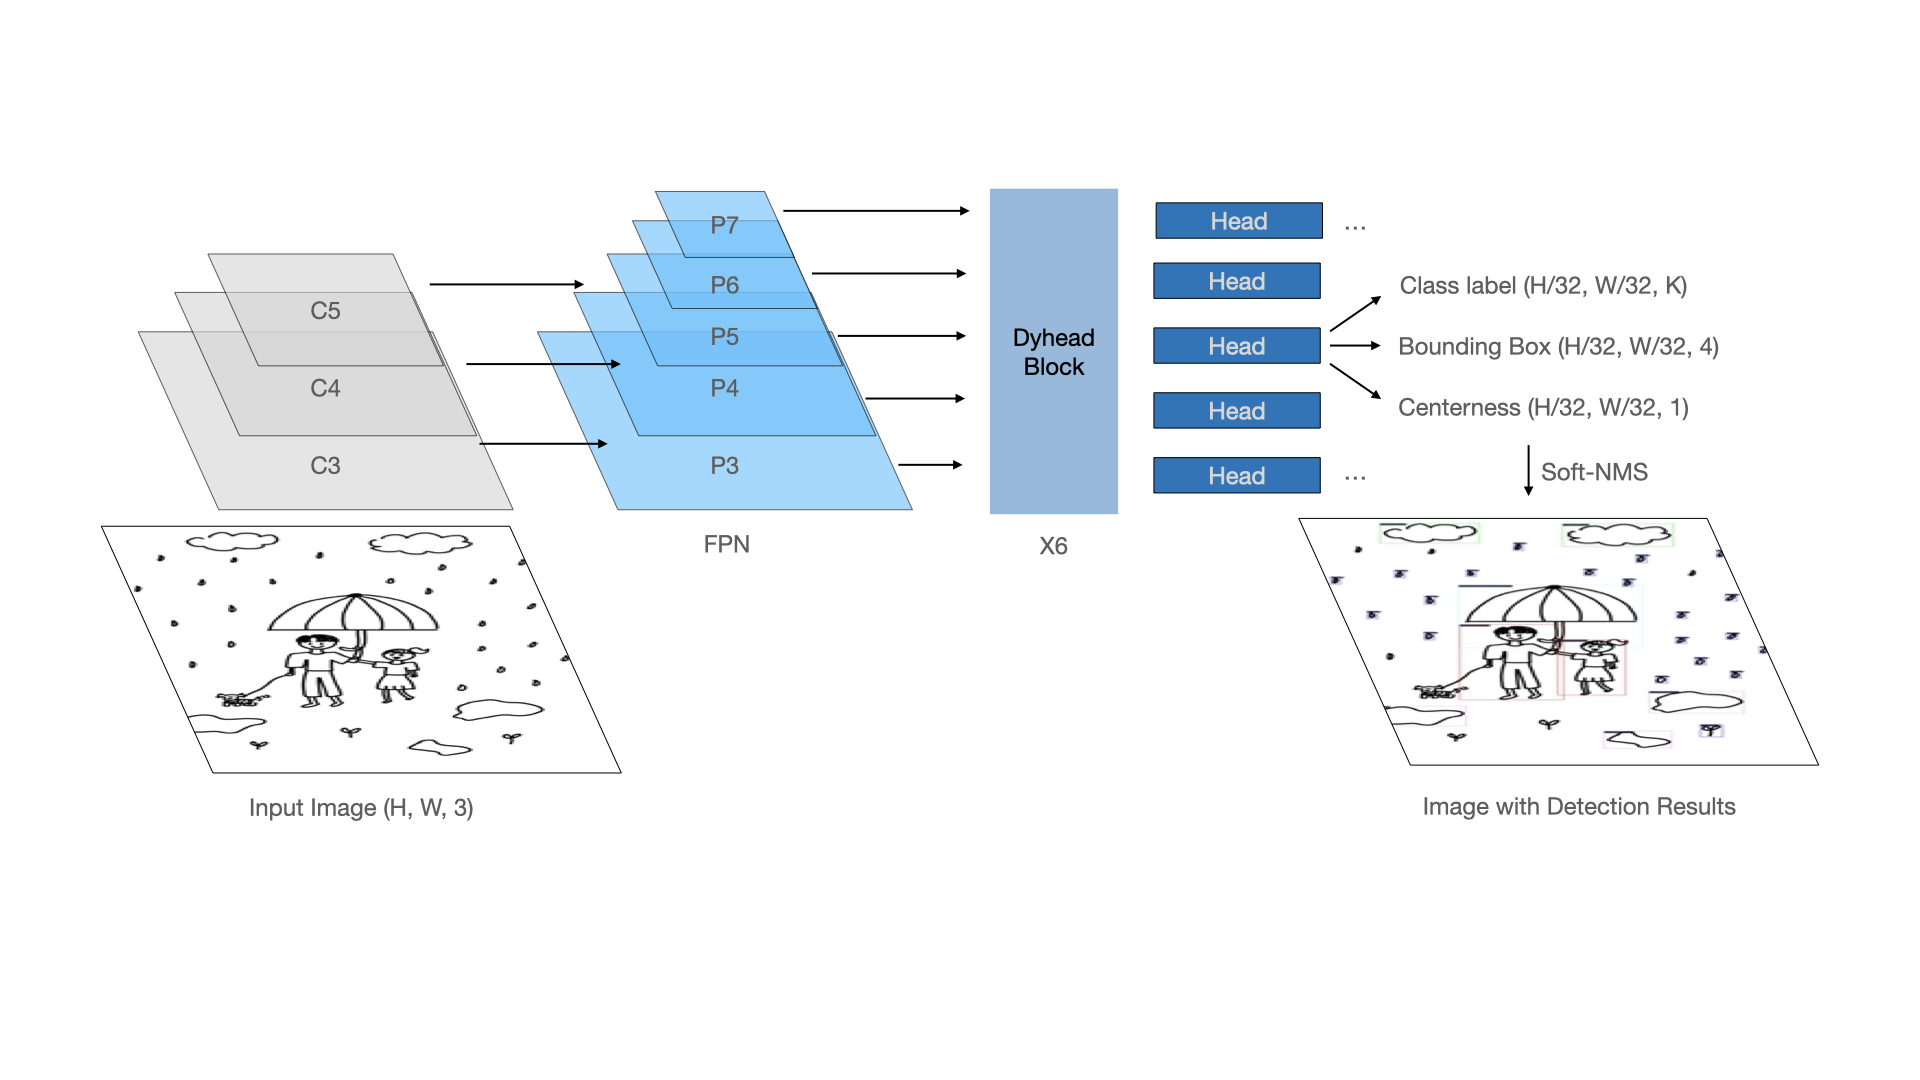 C5
C4
C3
Input Image (H, W, 3)
P7
P6
P5
P4
P3
FPN
Dyhead
Block
X6
Head ...
Head
Head
Head
Head ...
Class label (H/32, W/32, K)
Bounding Box (H/32, W/32, 4)
Centerness (H/32, W/32, 1)
Soft-NMS
Image with Detection Results